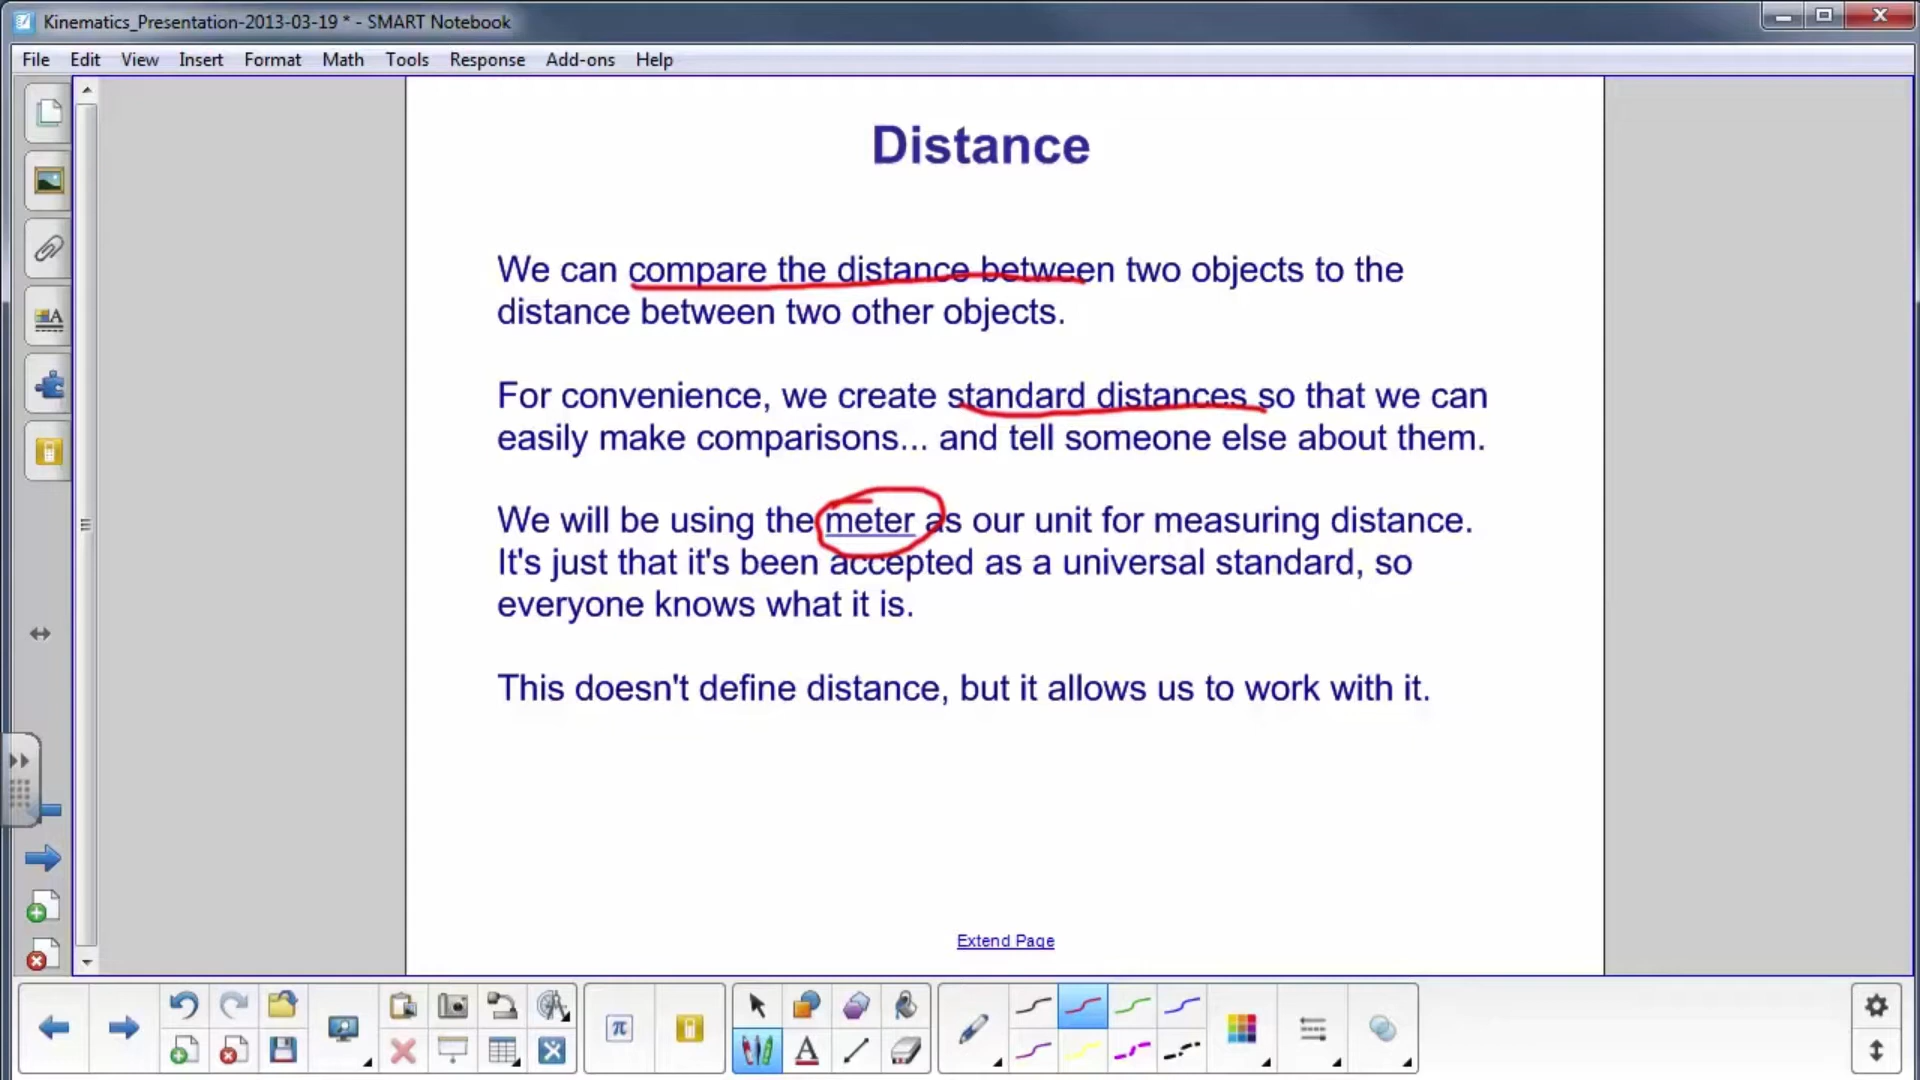 Kinematics_Presentation-2013-03-19 * - SMART Notebook
File Edit View Insert Format Math Tools Response Add-ons Help
Distance
We can compare the distance between two objects to the
distance between two other objects.
For convenience, we create standard distances so that we can
easily make comparisons... and tell someone else about them.
We will be using the meter as our unit for measuring distance.
It's just that it's been accepted as a universal standard, so
everyone knows what it is.
This doesn't define distance, but it allows us to work with it.
Extend Page